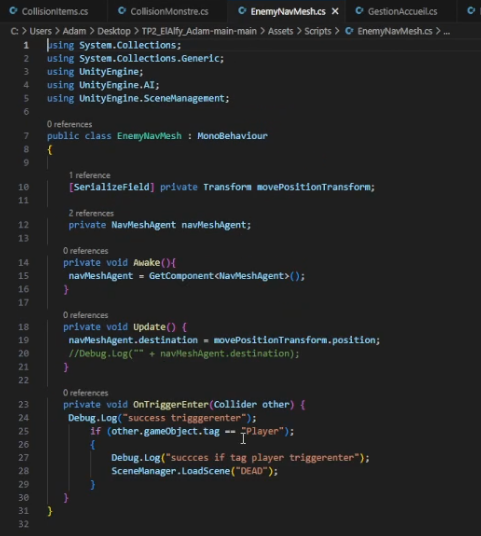 CollisionItems.cs CollisionMonstre.cs EnemyNavMesh.cs GestionAccueil.cs
C: > Users > Adam > Desktop > TP2_ElAlfy_Adam-main-main > Assets > Scripts > EnemyNavMesh.cs > ...
1 using System.Collections;
2 using System.Collections.Generic;
3 using UnityEngine;
4 using UnityEngine.AI;
5 using UnityEngine.SceneManagement;
6
0 references
7 public class EnemyNavMesh : MonoBehaviour
8 {
9
1 reference
10 [SerializeField] private Transform movePositionTransform;
11
2 references
12 private NavMeshAgent navMeshAgent;
13
0 references
14 private void Awake(){
15 navMeshAgent = GetComponent<NavMeshAgent>();
16 }
17
0 references
18 private void Update() {
19 navMeshAgent.destination = movePositionTransform.position;
20 //Debug.Log("" + navMeshAgent.destination);
21 }
22
0 references
23 private void OnTriggerEnter(Collider other) {
24 Debug.Log("success trigggerenter");
25 if (other.gameObject.tag == "Player");
26 {
27 Debug.Log("succces if tag player triggerenter");
28 SceneManager.LoadScene("DEAD");
29 }
30 }
31 }
32